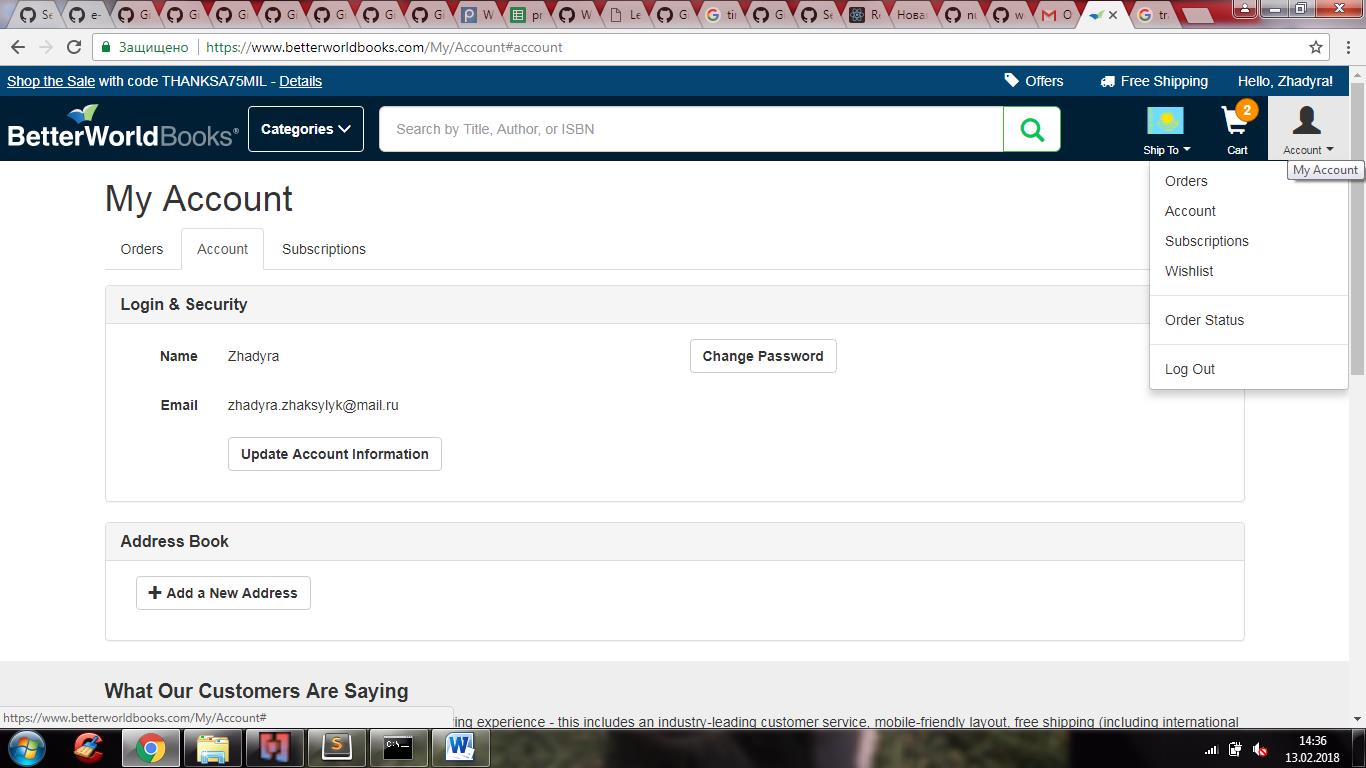 Se
e-
Gi
Gi
Gi
Gi
Gi
Gi
Gi
W
pr
W
Le
Gi
tir
Gi
Se
Re
Нова
nu
w
О
tra
Защищено
https://www.betterworldbooks.com/My/Account#account
Shop the Sale with code THANKSA75MIL - Details
Offers
Free Shipping
Hello, Zhadyra!
BetterWorldBooks®
Categories
Search by Title, Author, or ISBN
2
Ship To
Cart
Account
My Account
My Account
Orders
Account
Subscriptions
Wishlist
Order Status
Log Out
Orders
Account
Subscriptions
Login & Security
Name
Zhadyra
Change Password
Email
zhadyra.zhaksylyk@mail.ru
Update Account Information
Address Book
Add a New Address
What Our Customers Are Saying
experience - this includes an industry-leading customer service, mobile-friendly layout, free shipping (including international
https://www.betterworldbooks.com/My/Account#
C:\.
14:36
13.02.2018